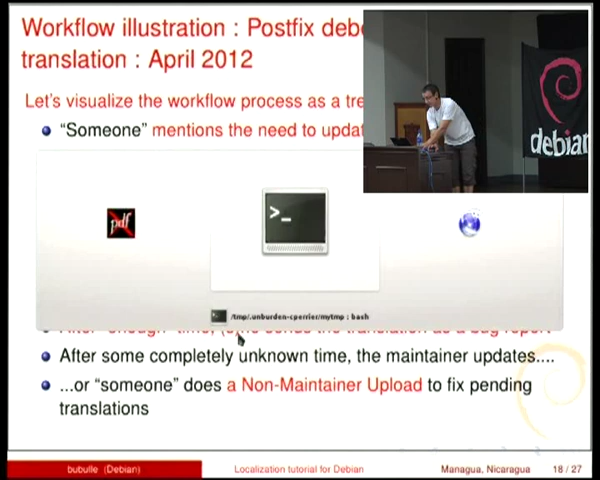 Workflow illustration : Postfix debc
translation : April 2012
Let's visualize the workflow process as a tre
"Someone" mentions the need to updat
debian
pdf
>_
/tmp/.unburden-cperrier/mytmp : bash
After some completely unknown time, the maintainer updates....
...or "someone" does a Non-Maintainer Upload to fix pending
translations
bubulle (Debian)
Localization tutorial for Debian
Managua, Nicaragua
18 / 27